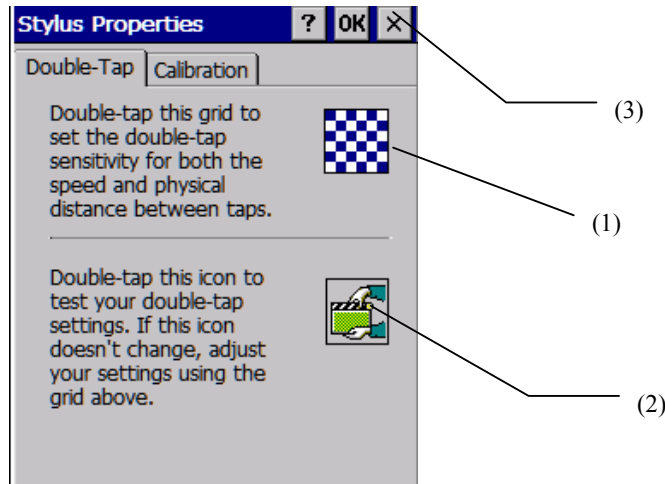 Stylus Properties ? OK ×
Double-Tap Calibration
Double-tap this grid to
set the double-tap
sensitivity for both the
speed and physical
distance between taps.
Double-tap this icon to
test your double-tap
settings. If this icon
doesn't change, adjust
your settings using the
grid above.
(3)
(1)
(2)